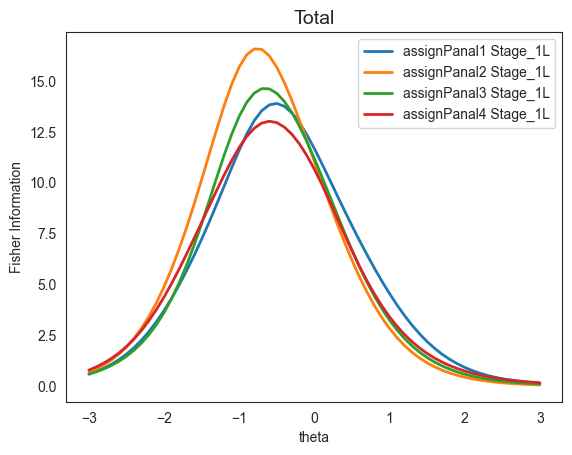 Total
assignPanal1 Stage_1L
assignPanal2 Stage_1L
assignPanal3 Stage_1L
assignPanal4 Stage_1L
Fisher Information
15.0
12.5
10.0
7.5
5.0
2.5
0.0
−3 −2 −1 0 1 2 3
theta